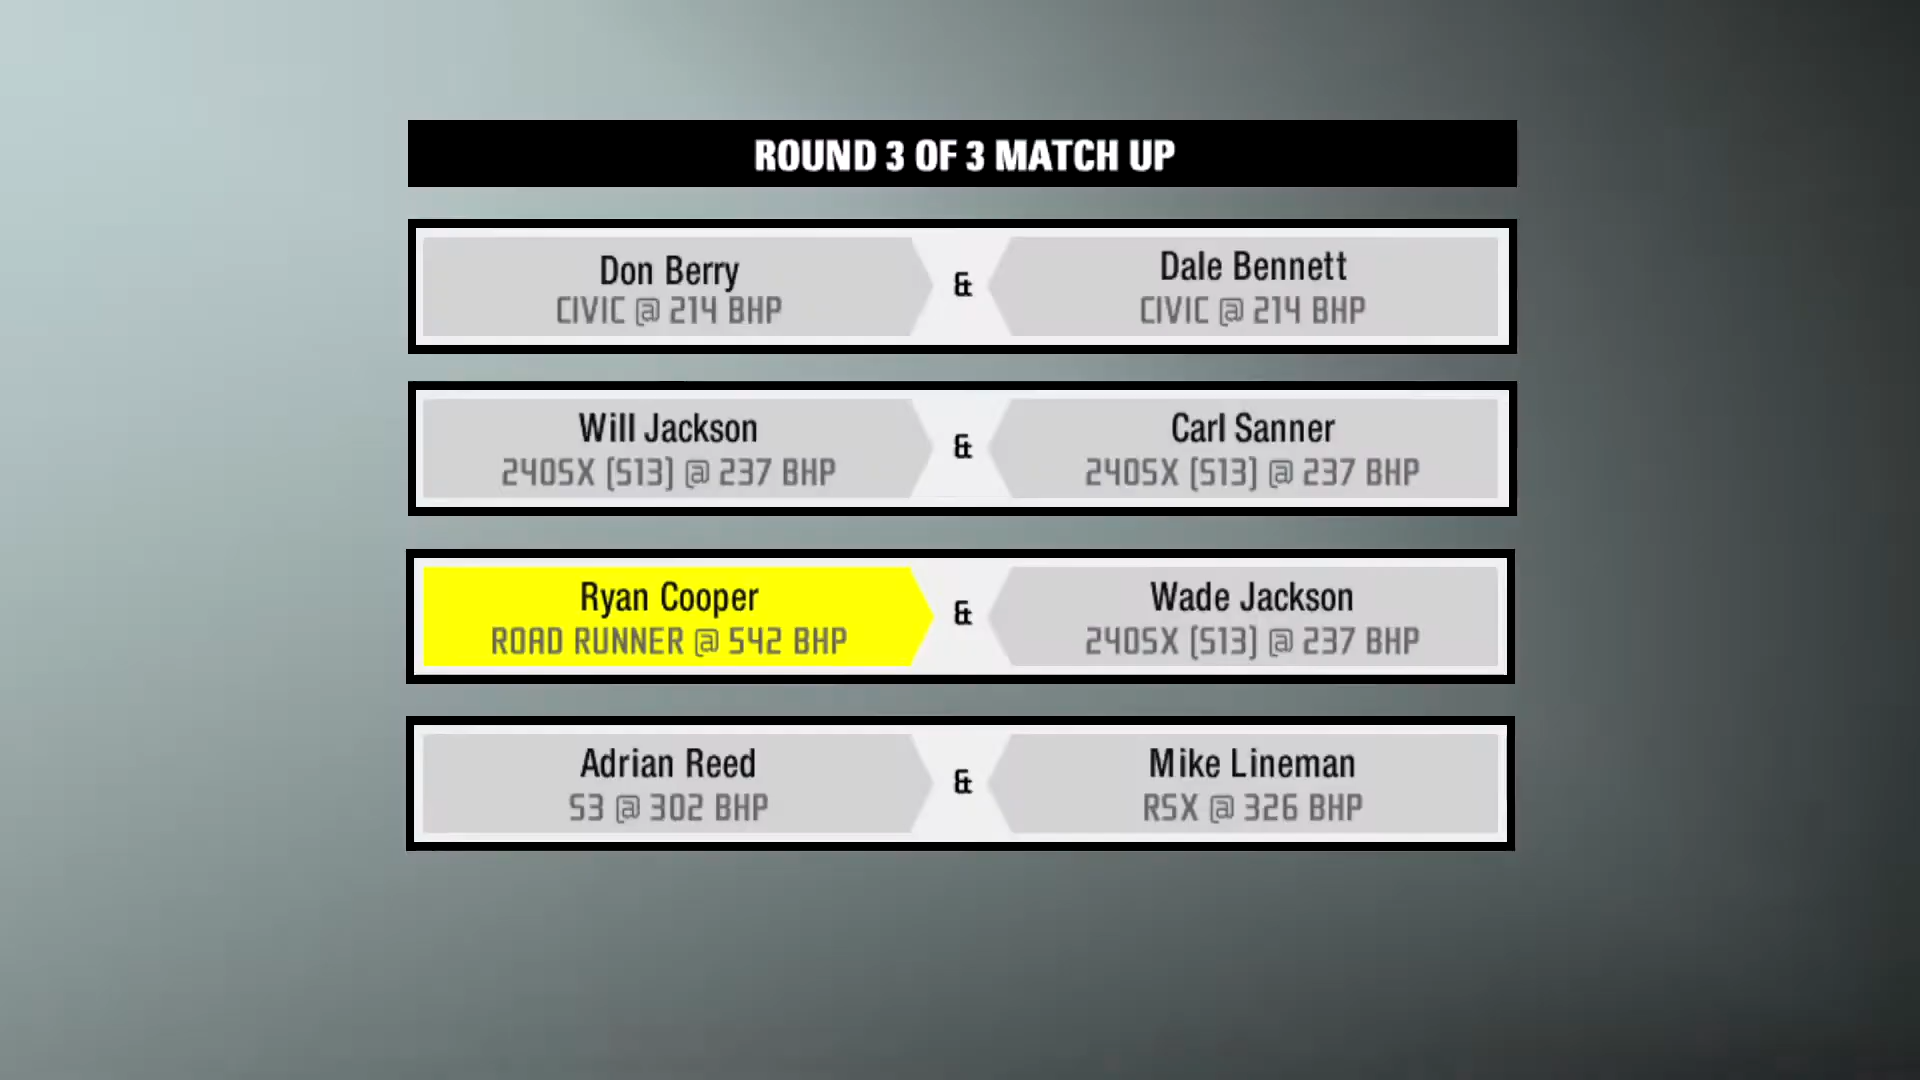 ROUND 3 OF 3 MATCH UP
Don Berry
CIVIC @ 214 BHP
&
Dale Bennett
CIVIC @ 214 BHP
Will Jackson
240SX (S13) @ 237 BHP
&
Carl Sanner
240SX (S13) @ 237 BHP
Ryan Cooper
ROAD RUNNER @ 542 BHP
&
Wade Jackson
240SX (S13) @ 237 BHP
Adrian Reed
S3 @ 302 BHP
&
Mike Lineman
RSX @ 326 BHP